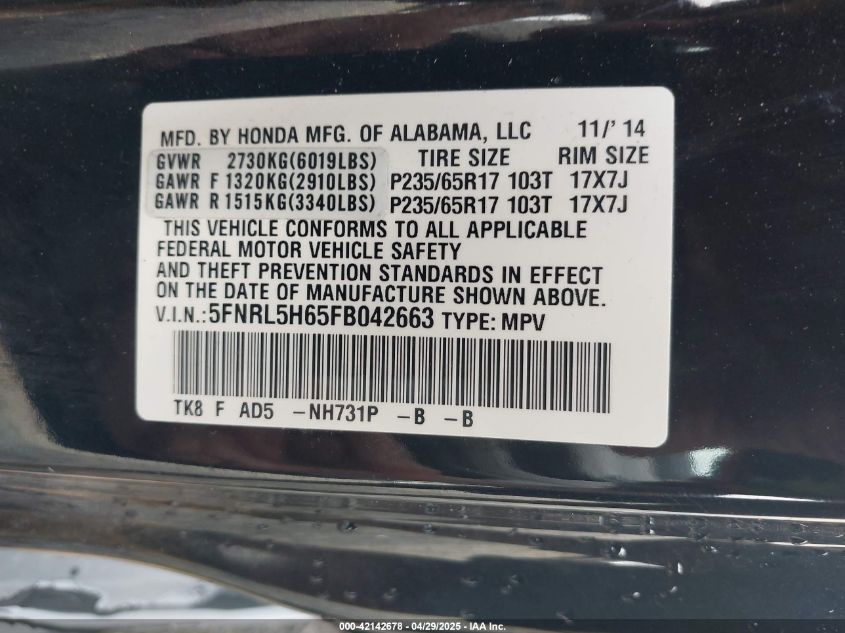 MFD. BY HONDA MFG. OF ALABAMA, LLC 11/' 14
GVWR 2730KG(6019LBS) TIRE SIZE RIM SIZE
GAWR F 1320KG(2910LBS) P235/65R17 103T 17X7J
GAWR R 1515KG(3340LBS) P235/65R17 103T 17X7J
THIS VEHICLE CONFORMS TO ALL APPLICABLE
FEDERAL MOTOR VEHICLE SAFETY
AND THEFT PREVENTION STANDARDS IN EFFECT
ON THE DATE OF MANUFACTURE SHOWN ABOVE.
V.I.N.:5FNRL5H65FB042663 TYPE: MPV
TK8 F AD5 -NH731P -B -B
000-42142678 - 04/29/2025 - IAA Inc.